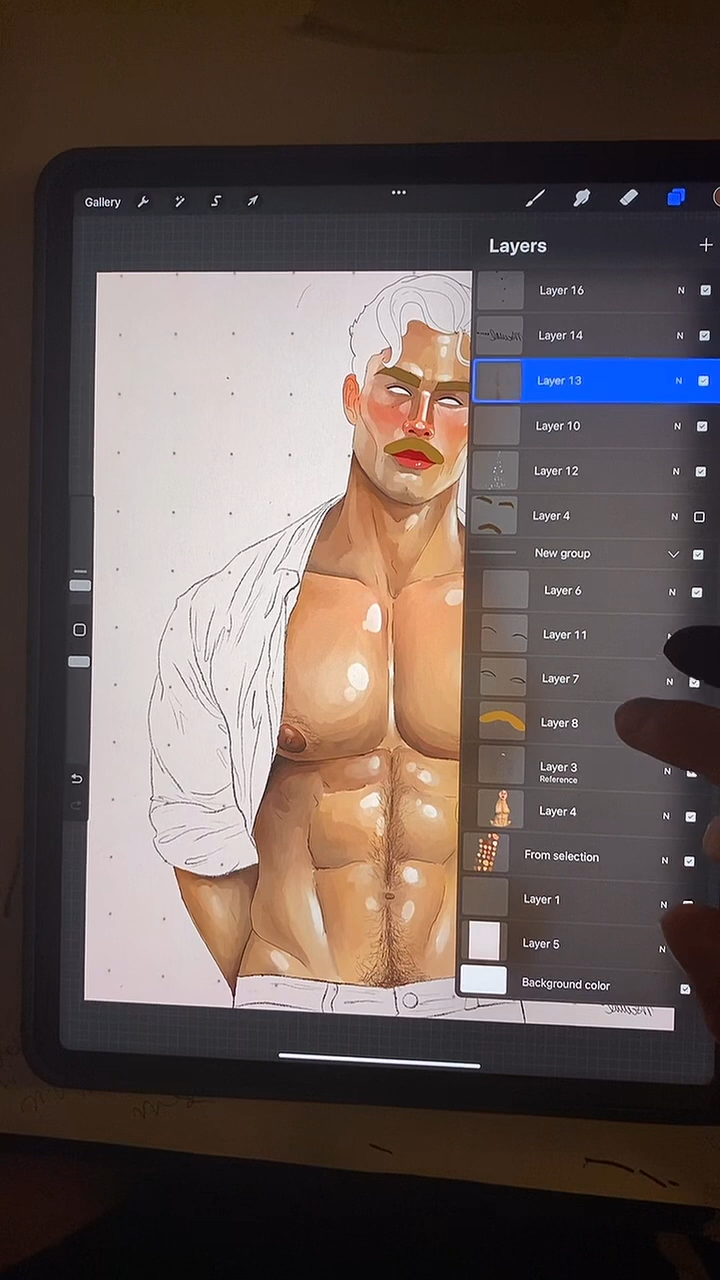 Gallery
Layers
Layer 16 N
Layer 14 N
Layer 13 N
Layer 10 N
Layer 12 N
Layer 4 N
New group
Layer 6 N
Layer 11
Layer 7 N
Layer 8
Layer 3 N
Reference
Layer 4 N
From selection N
Layer 1 N
Layer 5 N
Background color